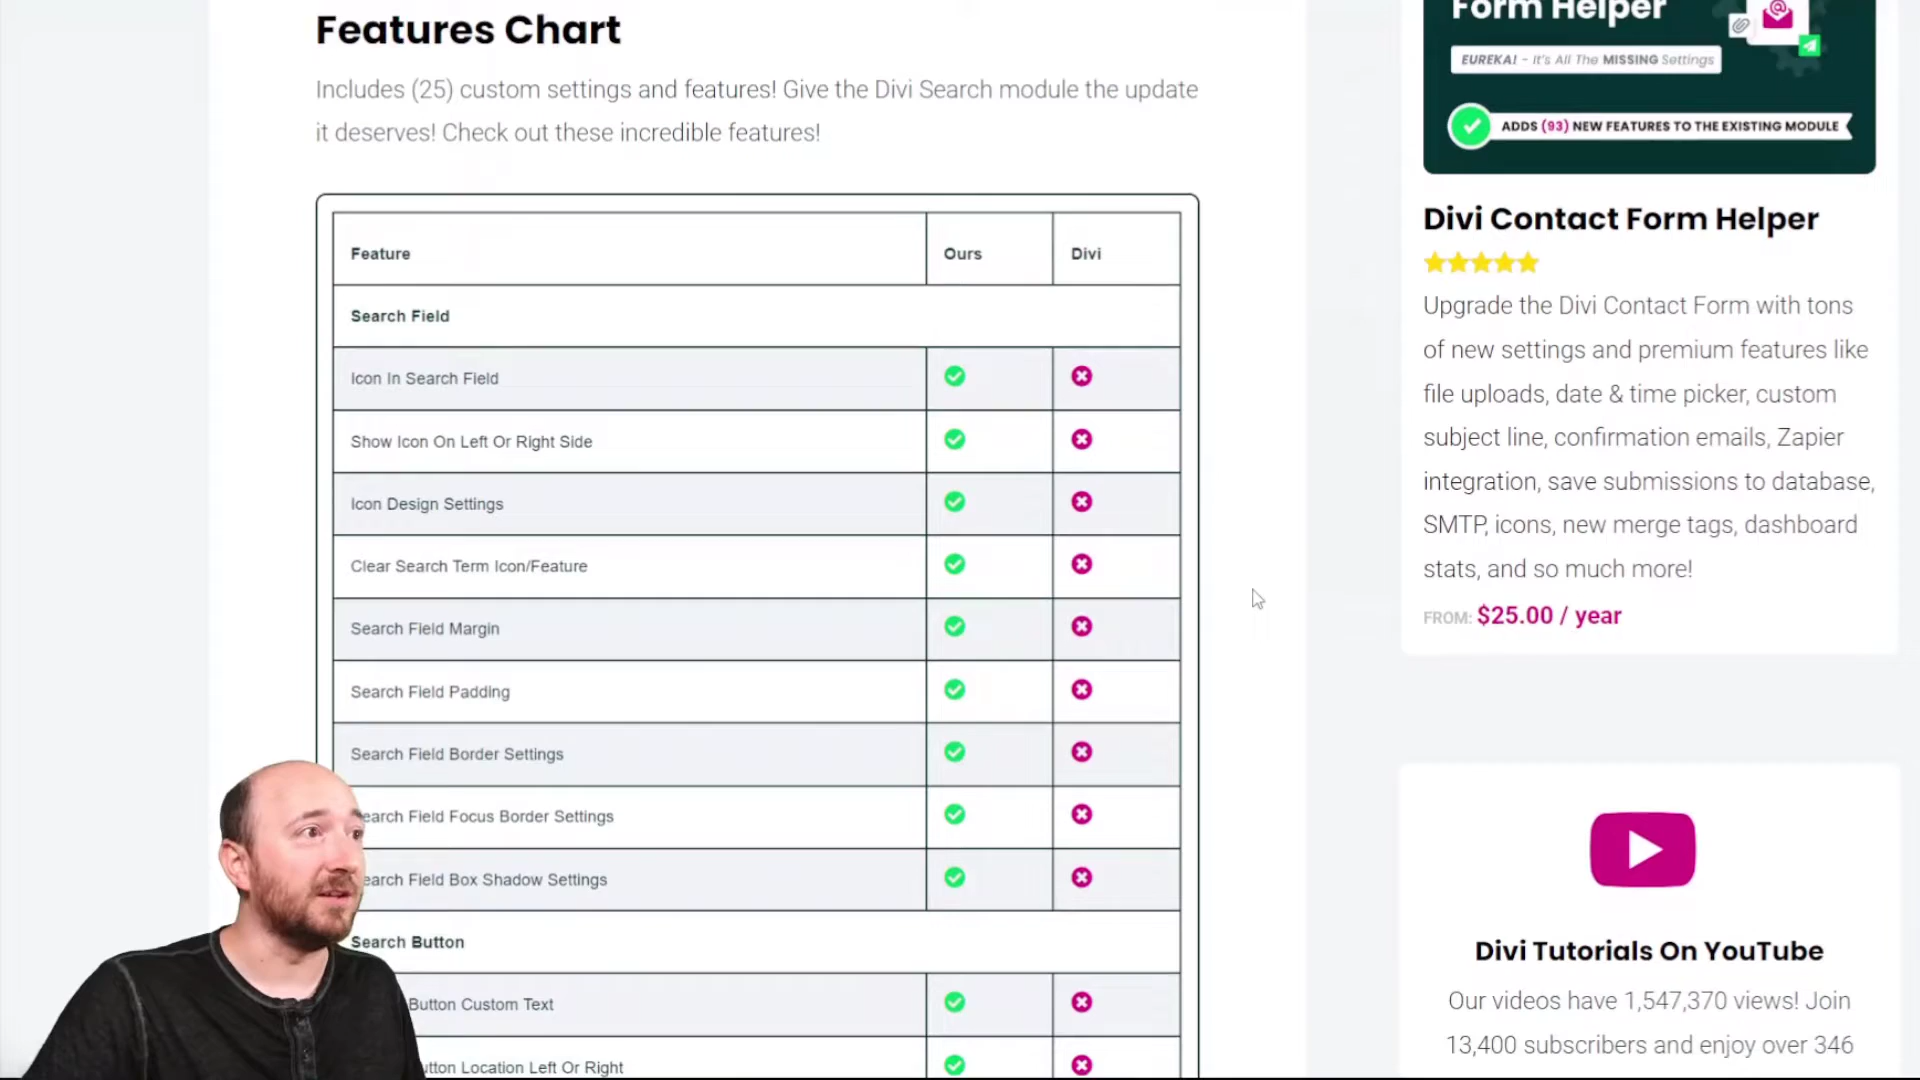 Features Chart
Includes (25) custom settings and features! Give the Divi Search module the update
it deserves! Check out these incredible features!
Feature Ours Divi
Search Field
Icon In Search Field
Show Icon On Left Or Right Side
Icon Design Settings
Clear Search Term Icon/Feature
Search Field Margin
Search Field Padding
Search Field Border Settings
earch Field Focus Border Settings
earch Field Box Shadow Settings
Search Button
Button Custom Text
utton Location Left Or Right
Form Helper
EUREKA! - It's All The MISSING Settings
ADDS (93) NEW FEATURES TO THE EXISTING MODULE
Divi Contact Form Helper
Upgrade the Divi Contact Form with tons
of new settings and premium features like
file uploads, date & time picker, custom
subject line, confirmation emails, Zapier
integration, save submissions to database,
SMTP, icons, new merge tags, dashboard
stats, and so much more!
FROM: $25.00 / year
Divi Tutorials On YouTube
Our videos have 1,547,370 views! Join
13,400 subscribers and enjoy over 346